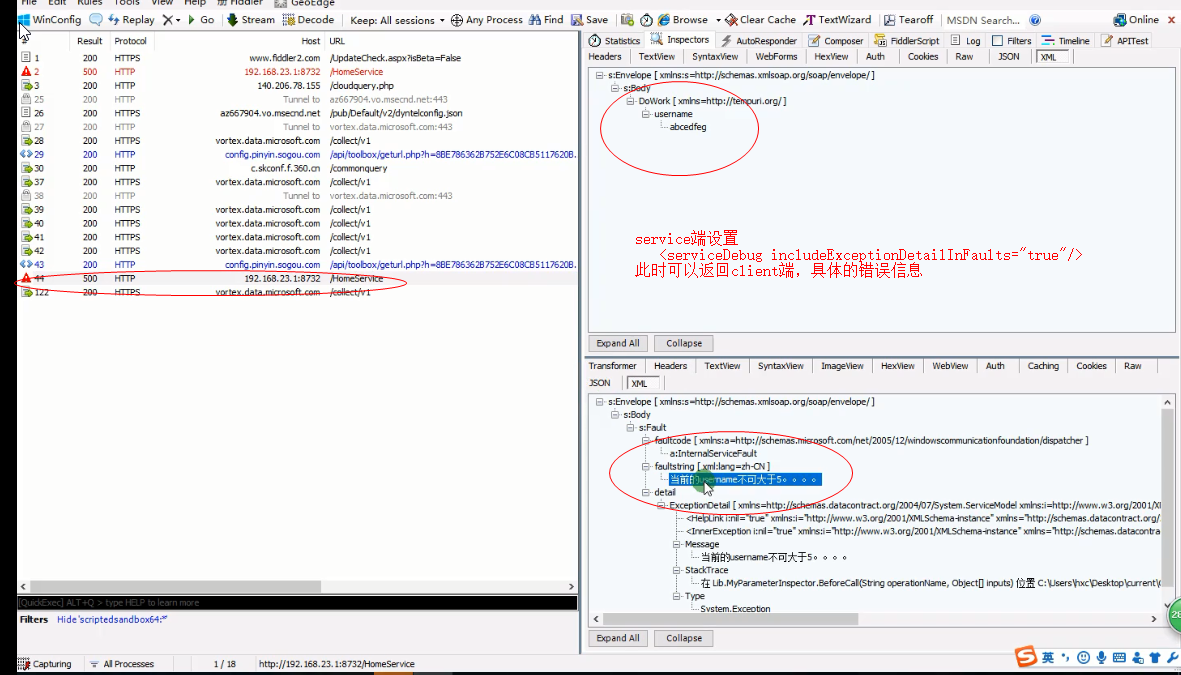 File Edit Rules Tools View Help Fiddler GeoEdge
WinConfig Replay Go Stream Decode Keep: All sessions Any Process Find Save Browse Clear Cache TextWizard Tearoff MSDN Search... Online
# Result Protocol Host URL
1 200 HTTPS www.fiddler2.com /UpdateCheck.aspx?isBeta=False
2 500 HTTP 192.168.23.1:8732 /HomeService
3 200 HTTP 140.206.78.155 /cloudquery.php
25 200 HTTP Tunnel to az667904.vo.msecnd.net:443
26 200 HTTPS az667904.vo.msecnd.net /pub/Default/v2/dyntelconfig.json
27 200 HTTP Tunnel to vortex.data.microsoft.com:443
28 200 HTTPS vortex.data.microsoft.com /collect/v1
29 200 HTTP config.pinyin.sogou.com /api/toolbox/geturl.php?h=8BE786362B752E6C08CB5117620B.
30 200 HTTP c.skconf.f.360.cn /commonquery
37 200 HTTPS vortex.data.microsoft.com /collect/v1
38 200 HTTP Tunnel to vortex.data.microsoft.com:443
39 200 HTTPS vortex.data.microsoft.com /collect/v1
40 200 HTTPS vortex.data.microsoft.com /collect/v1
41 200 HTTPS vortex.data.microsoft.com /collect/v1
42 200 HTTPS vortex.data.microsoft.com /collect/v1
43 200 HTTP config.pinyin.sogou.com /api/toolbox/geturl.php?h=8BE786362B752E6C08CB5117620B.
44 500 HTTP 192.168.23.1:8732 /HomeService
122 200 HTTPS vortex.data.microsoft.com /collect/v1
[QuickExec] ALT+Q > type HELP to learn more
Filters Hide 'scriptedsandbox64:*'
Capturing All Processes 1 / 18 http://192.168.23.1:8732/HomeService
Statistics Inspectors AutoResponder Composer FiddlerScript Log Filters Timeline APITest
Headers TextView SyntaxView WebForms HexView Auth Cookies Raw JSON XML
s:Envelope [ xmlns:s=http://schemas.xmlsoap.org/soap/envelope/ ]
s:Body
DoWork [ xmlns=http://tempuri.org/ ]
username
abcedfeg
service端设置
<serviceDebug includeExceptionDetailInFaults="true"/>
此时可以返回client端，具体的错误信息
Expand All Collapse
Transformer Headers TextView SyntaxView ImageView HexView WebView Auth Caching Cookies Raw
JSON XML
s:Envelope [ xmlns:s=http://schemas.xmlsoap.org/soap/envelope/ ]
s:Body
s:Fault
faultcode [ xmlns:a=http://schemas.microsoft.com/net/2005/12/windowscommunicationfoundation/dispatcher ]
a:InternalServiceFault
faultstring [ xml:lang=zh-CN ]
当前的username不可大于5。。。。
detail
ExceptionDetail [ xmlns=http://schemas.datacontract.org/2004/07/System.ServiceModel xmlns:i=http://www.w3.org/2001/X
<HelpLink i:nil="true" xmlns:i="http://www.w3.org/2001/XMLSchema-instance" xmlns="http://schemas.datacontract.org/
<InnerException i:nil="true" xmlns:i="http://www.w3.org/2001/XMLSchema-instance" xmlns="http://schemas.datacontra
Message
当前的username不可大于5。。。。
StackTrace
在 Lib.MyParameterInspector.BeforeCall(String operationName, Object[] inputs) 位置 C:\Users\hxc\Desktop\current\
Type
System.Exception
Expand All Collapse
28
英